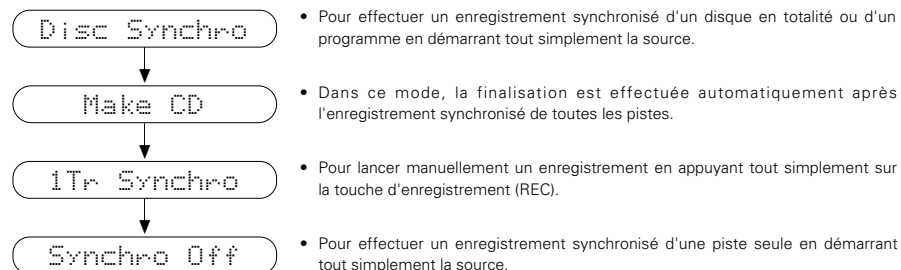 Disc Synchro
• Pour effectuer un enregistrement synchronisé d'un disque en totalité ou d'un
programme en démarrant tout simplement la source.
Make CD
• Dans ce mode, la finalisation est effectuée automatiquement après
l'enregistrement synchronisé de toutes les pistes.
1Tr Synchro
• Pour lancer manuellement un enregistrement en appuyant tout simplement sur
la touche d'enregistrement (REC).
Synchro Off
• Pour effectuer un enregistrement synchronisé d'une piste seule en démarrant
tout simplement la source.